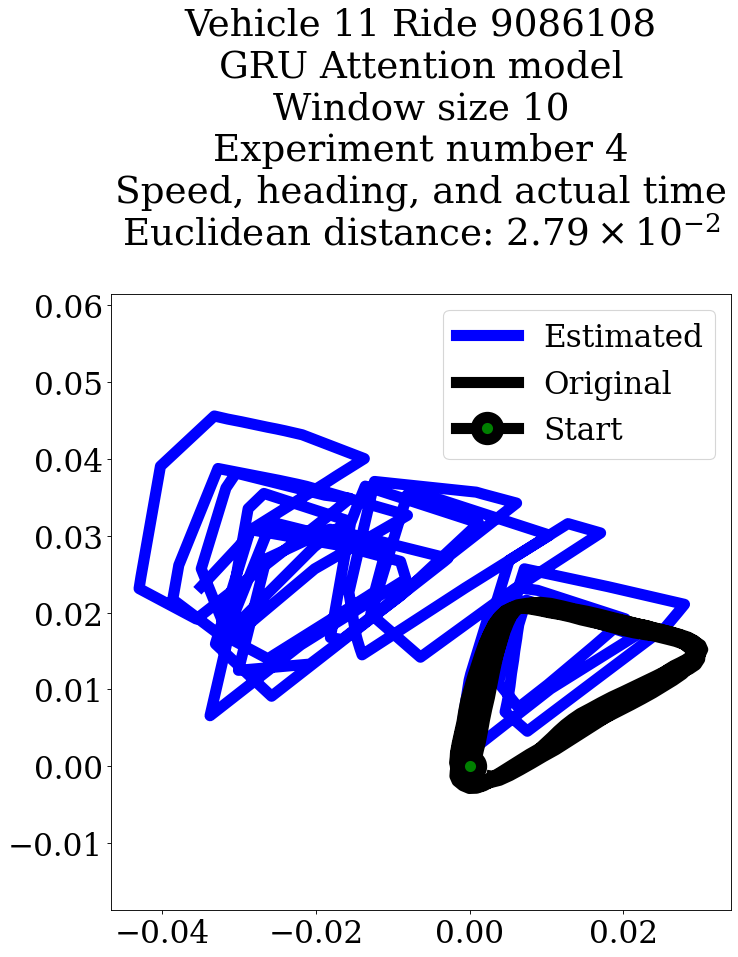 Vehicle 11 Ride 9086108
GRU Attention model
Window size 10
Experiment number 4
Speed, heading, and actual time
Euclidean distance: 2.79 × 10⁻²
0.06
0.05
0.04
0.03
0.02
0.01
0.00
−0.01
Estimated
Original
Start
−0.04
−0.02
0.00
0.02